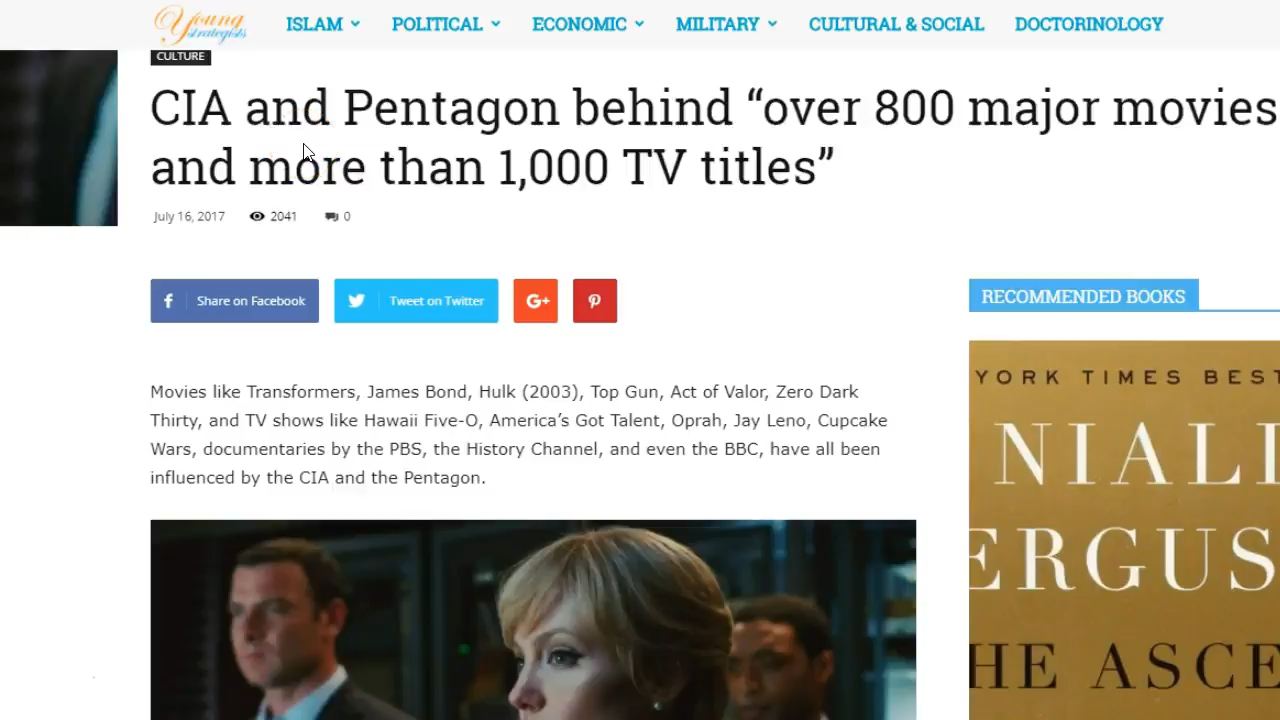 Young
strategists
ISLAM POLITICAL ECONOMIC MILITARY CULTURAL & SOCIAL DOCTORINOLOGY
CULTURE
CIA and Pentagon behind “over 800 major movies
and more than 1,000 TV titles”
July 16, 2017 2041 0
Share on Facebook Tweet on Twitter G+
RECOMMENDED BOOKS
Movies like Transformers, James Bond, Hulk (2003), Top Gun, Act of Valor, Zero Dark
Thirty, and TV shows like Hawaii Five-O, America’s Got Talent, Oprah, Jay Leno, Cupcake
Wars, documentaries by the PBS, the History Channel, and even the BBC, have all been
influenced by the CIA and the Pentagon.
YORK TIMES BEST
NIALL
ERGUS
HE ASCE